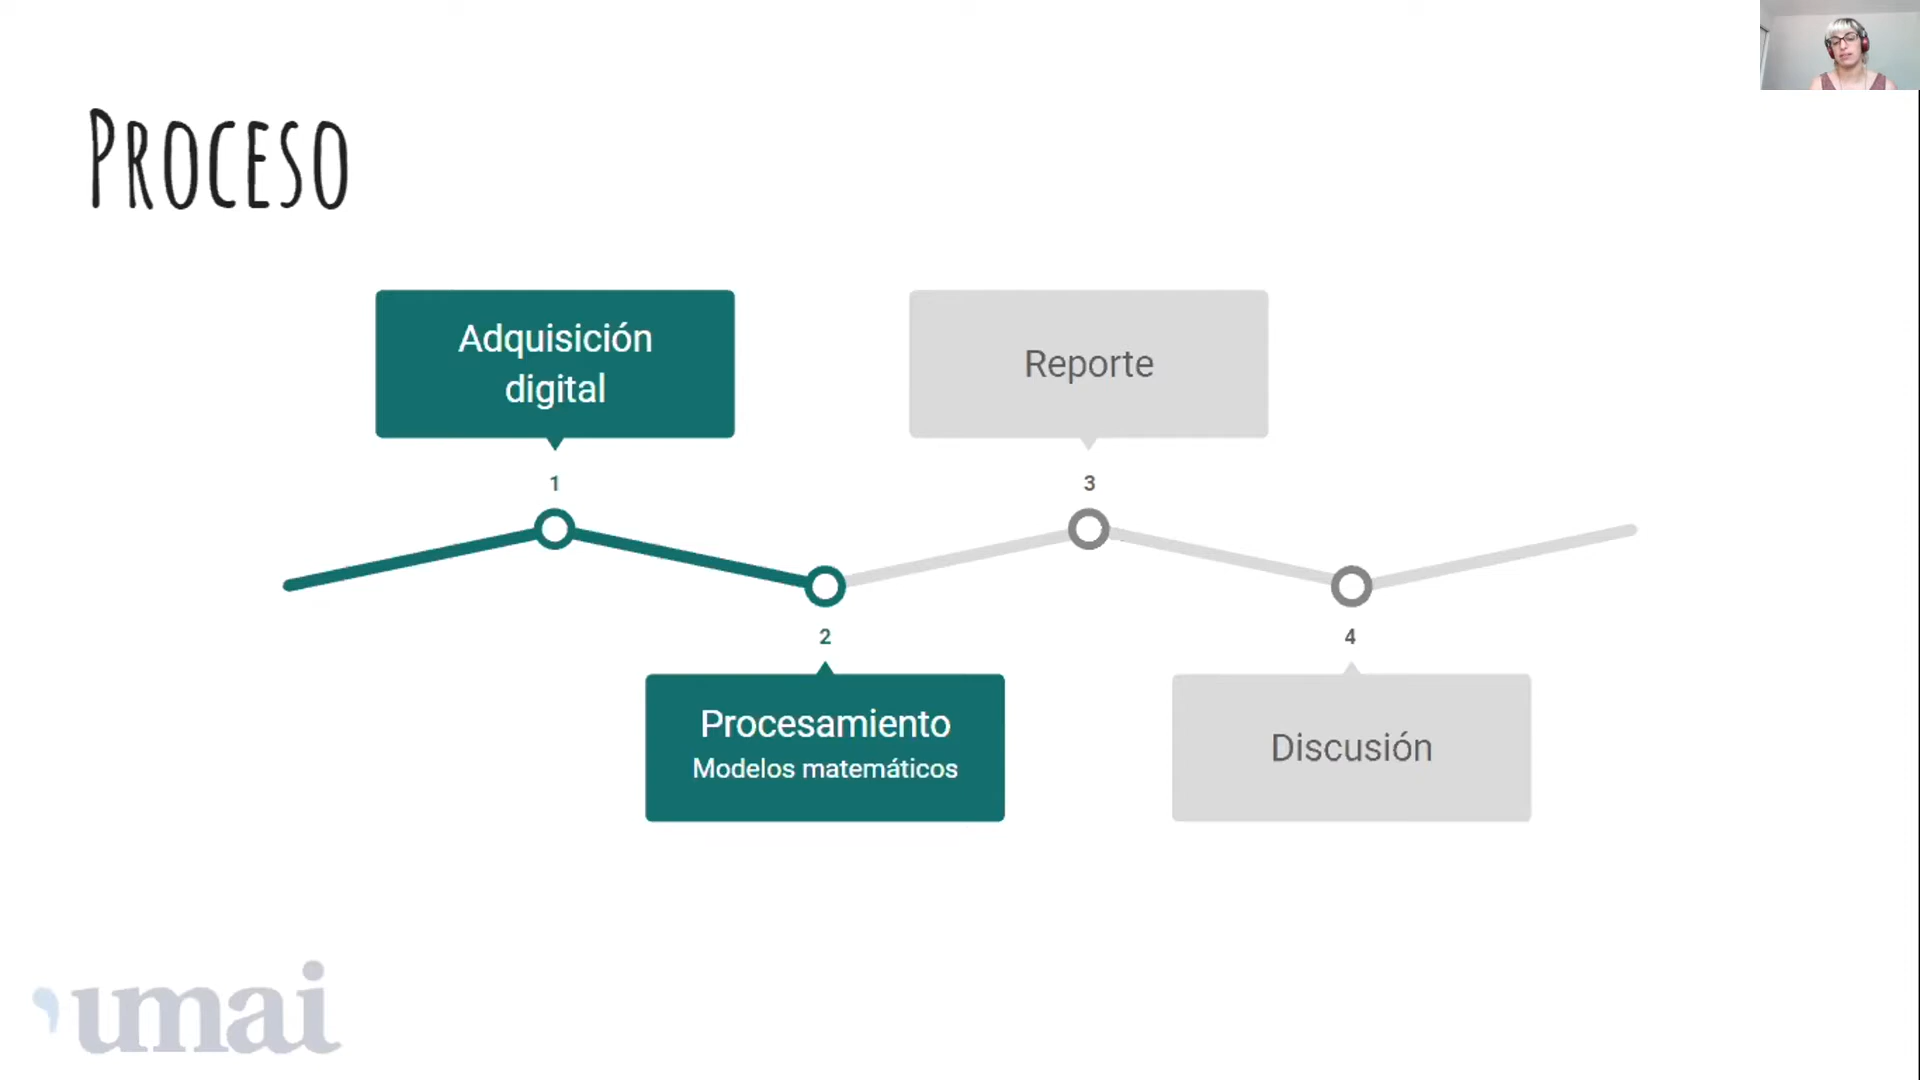 PROCESO
Adquisición
digital
1
2
Procesamiento
Modelos matemáticos
Reporte
3
4
Discusión
'umai